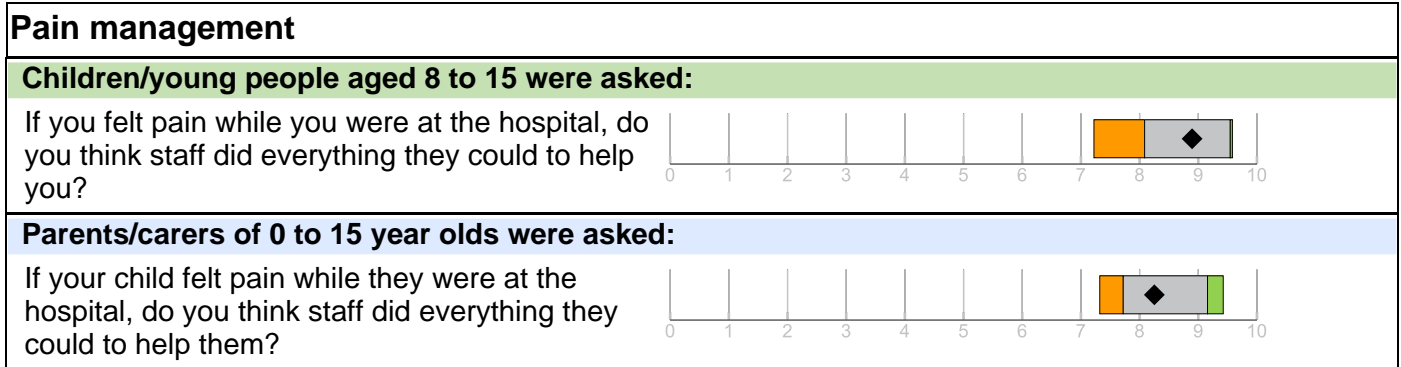 Pain management
Children/young people aged 8 to 15 were asked:
If you felt pain while you were at the hospital, do
you think staff did everything they could to help
you?
0 1 2 3 4 5 6 7 8 9 10
Parents/carers of 0 to 15 year olds were asked:
If your child felt pain while they were at the
hospital, do you think staff did everything they
could to help them?
0 1 2 3 4 5 6 7 8 9 10